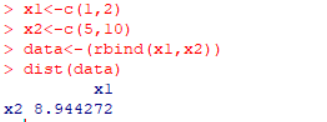 > x1<-c(1,2)
> x2<-c(5,10)
> data<-(rbind(x1,x2))
> dist(data)
x1
x2 8.944272